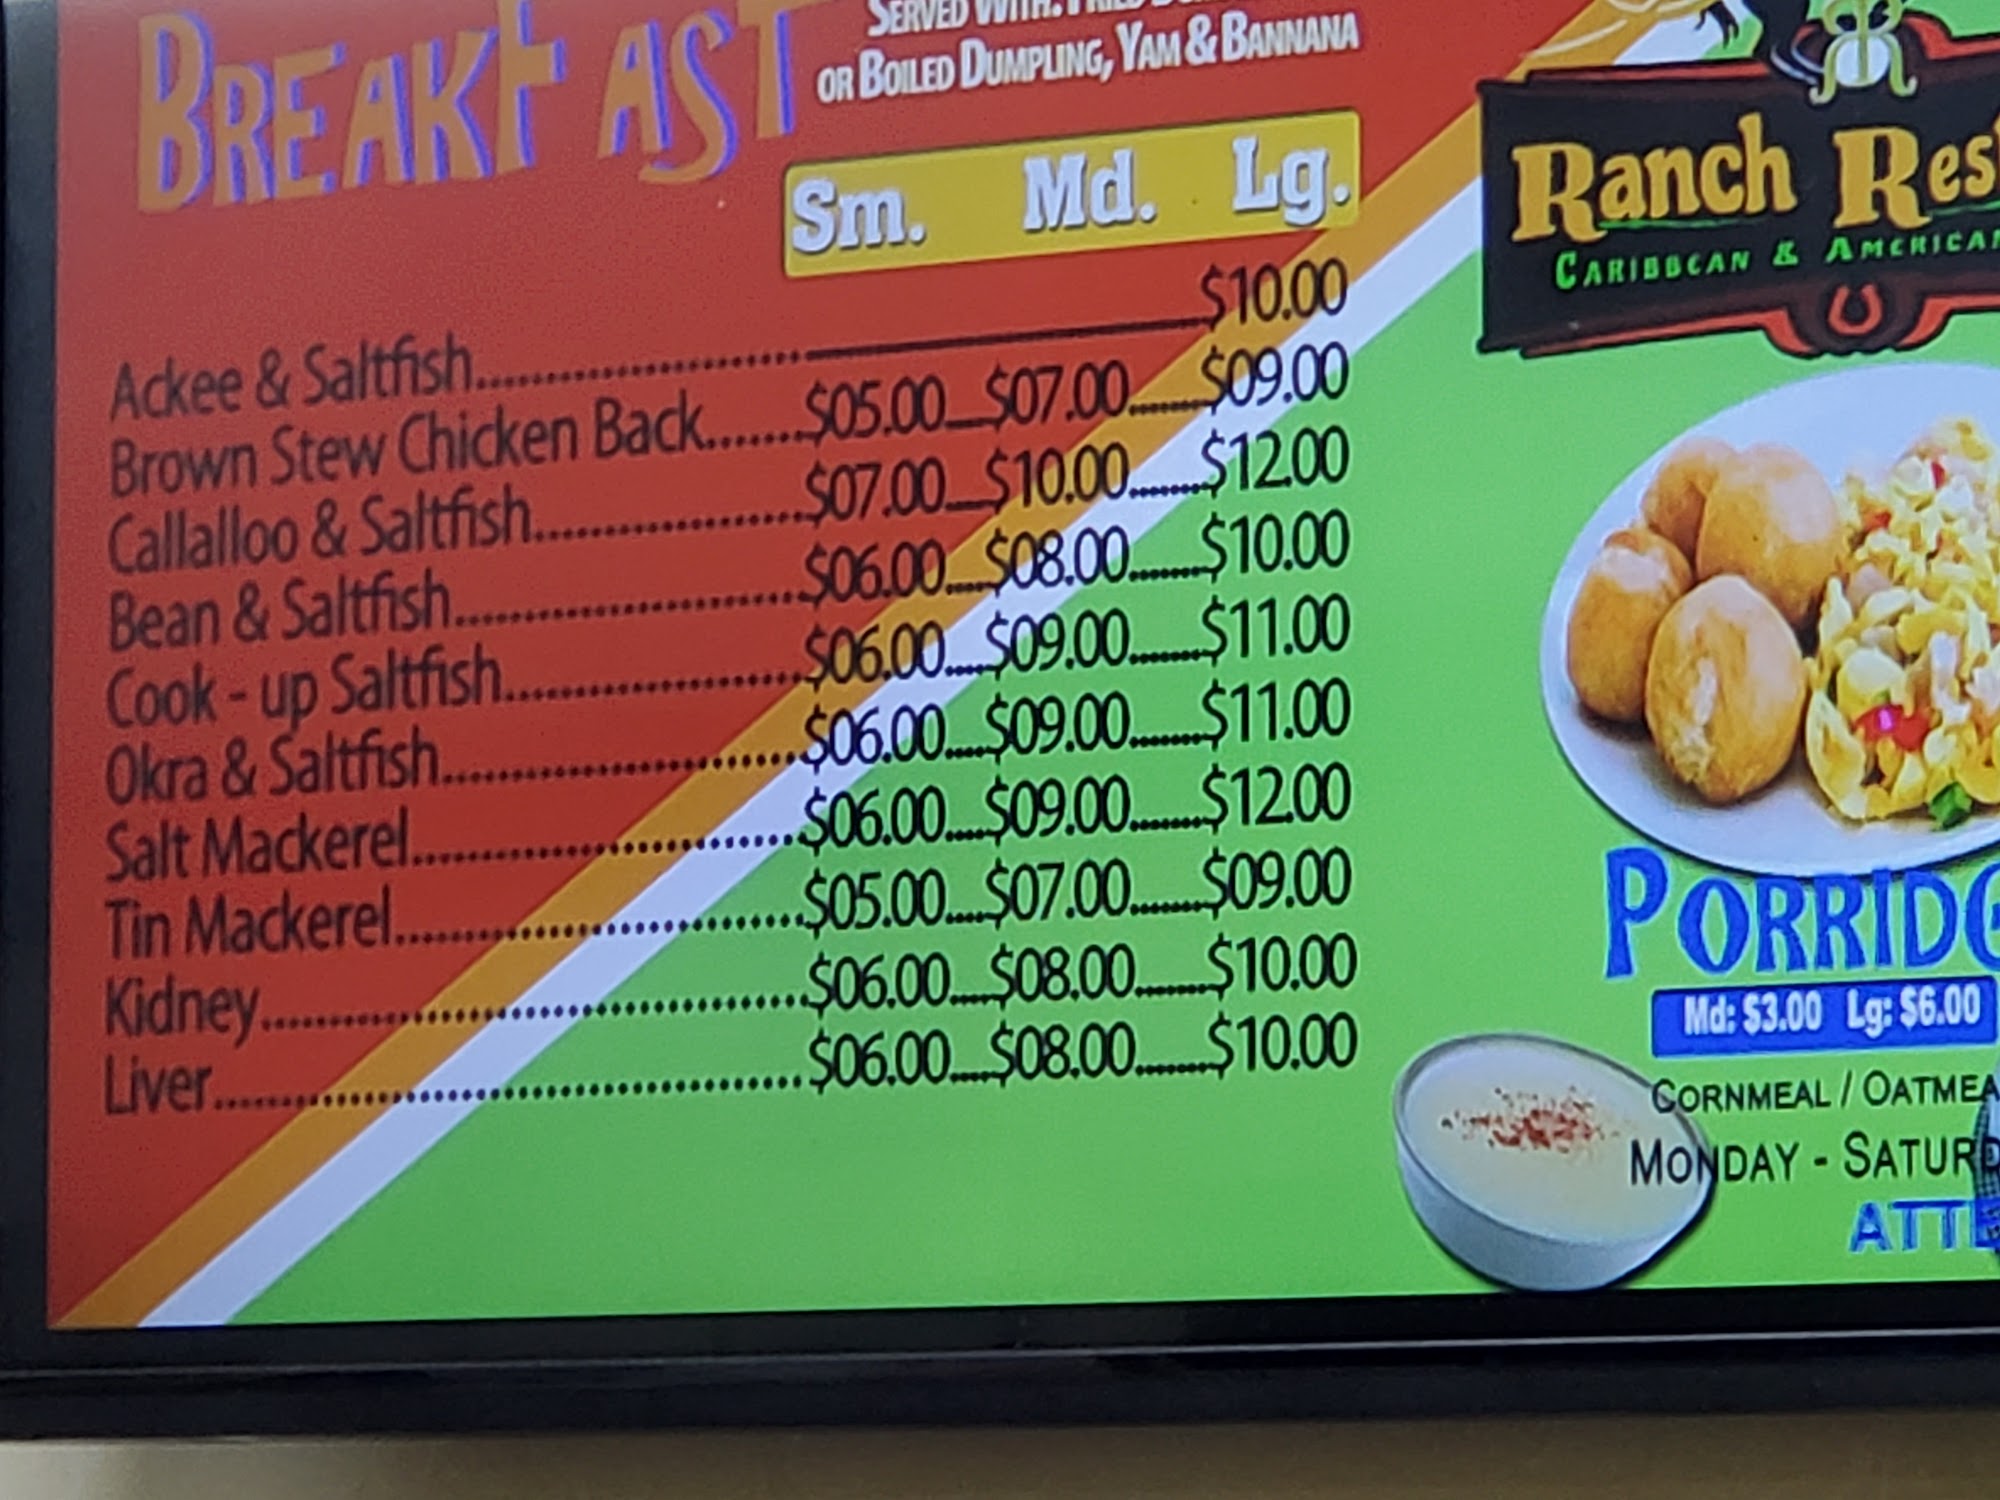 BREAKFAST
SERVED WITH: FRIED
OR BOILED DUMPLING, YAM & BANNANA
Sm. Md. Lg.
Ackee & Saltfish $10.00
Brown Stew Chicken Back $05.00 $07.00 $09.00
Callalloo & Saltfish $07.00 $10.00 $12.00
Bean & Saltfish $06.00 $08.00 $10.00
Cook - up Saltfish $06.00 $09.00 $11.00
Okra & Saltfish $06.00 $09.00 $11.00
Salt Mackerel $06.00 $09.00 $12.00
Tin Mackerel $05.00 $07.00 $09.00
Kidney $06.00 $08.00 $10.00
Liver $06.00 $08.00 $10.00
RANCH RES
CARIBBEAN & AMERICAN
PORRIDG
Md: $3.00 Lg: $6.00
CORNMEAL / OATMEA
MONDAY - SATURD
ATTE